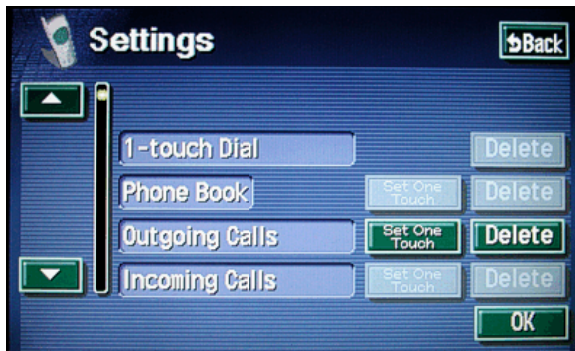 Settings
Back
1-touch Dial
Delete
Phone Book
Set One
Touch
Delete
Outgoing Calls
Set One
Touch
Delete
Incoming Calls
Set One
Touch
Delete
OK